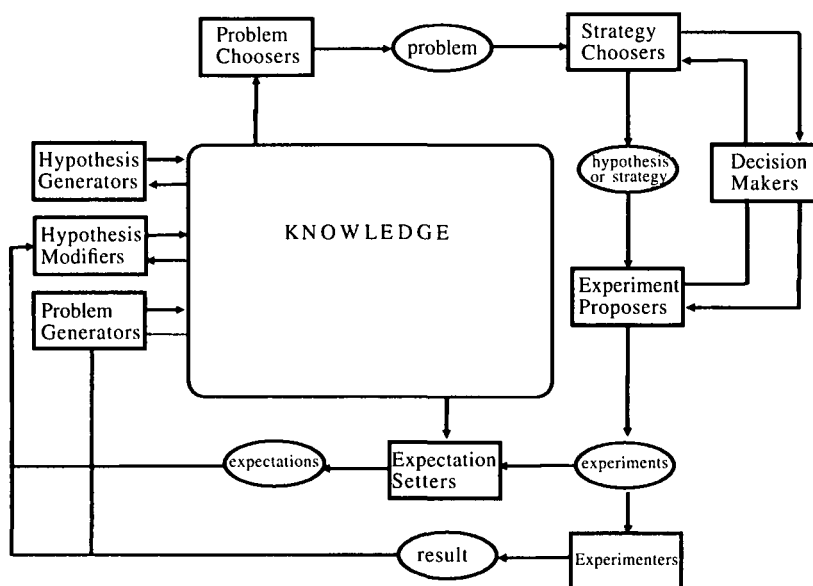 Problem
Choosers
problem
Strategy
Choosers
Hypothesis
Generators
hypothesis
or strategy
Decision
Makers
KNOWLEDGE
Hypothesis
Modifiers
Problem
Generators
Experiment
Proposers
expectations
Expectation
Setters
experiments
result
Experimenters